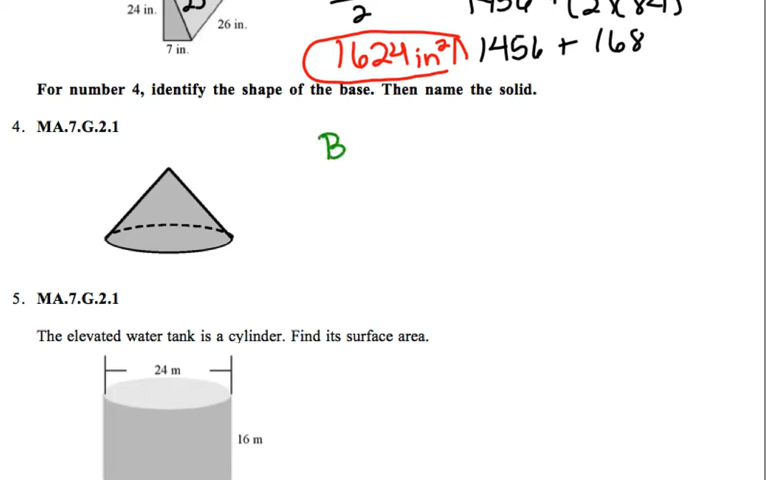 24 in.
26 in.
7 in.
2
1624 in² 1456 + 168
For number 4, identify the shape of the base. Then name the solid.
4. MA.7.G.2.1
B
5. MA.7.G.2.1
The elevated water tank is a cylinder. Find its surface area.
24 m
16 m